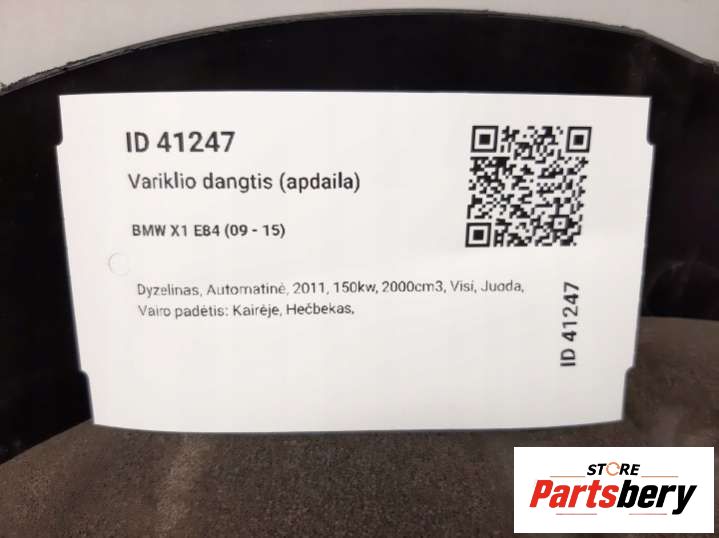 ID 41247
Variklio dangtis (apdaila)
BMW X1 E84 (09 - 15)
Dyzelinas, Automatinė, 2011, 150kw, 2000cm3, Visi, Juoda,
Vairo padėtis: Kairėje, Hečbekas,
ID 41247
STORE
Partsbery